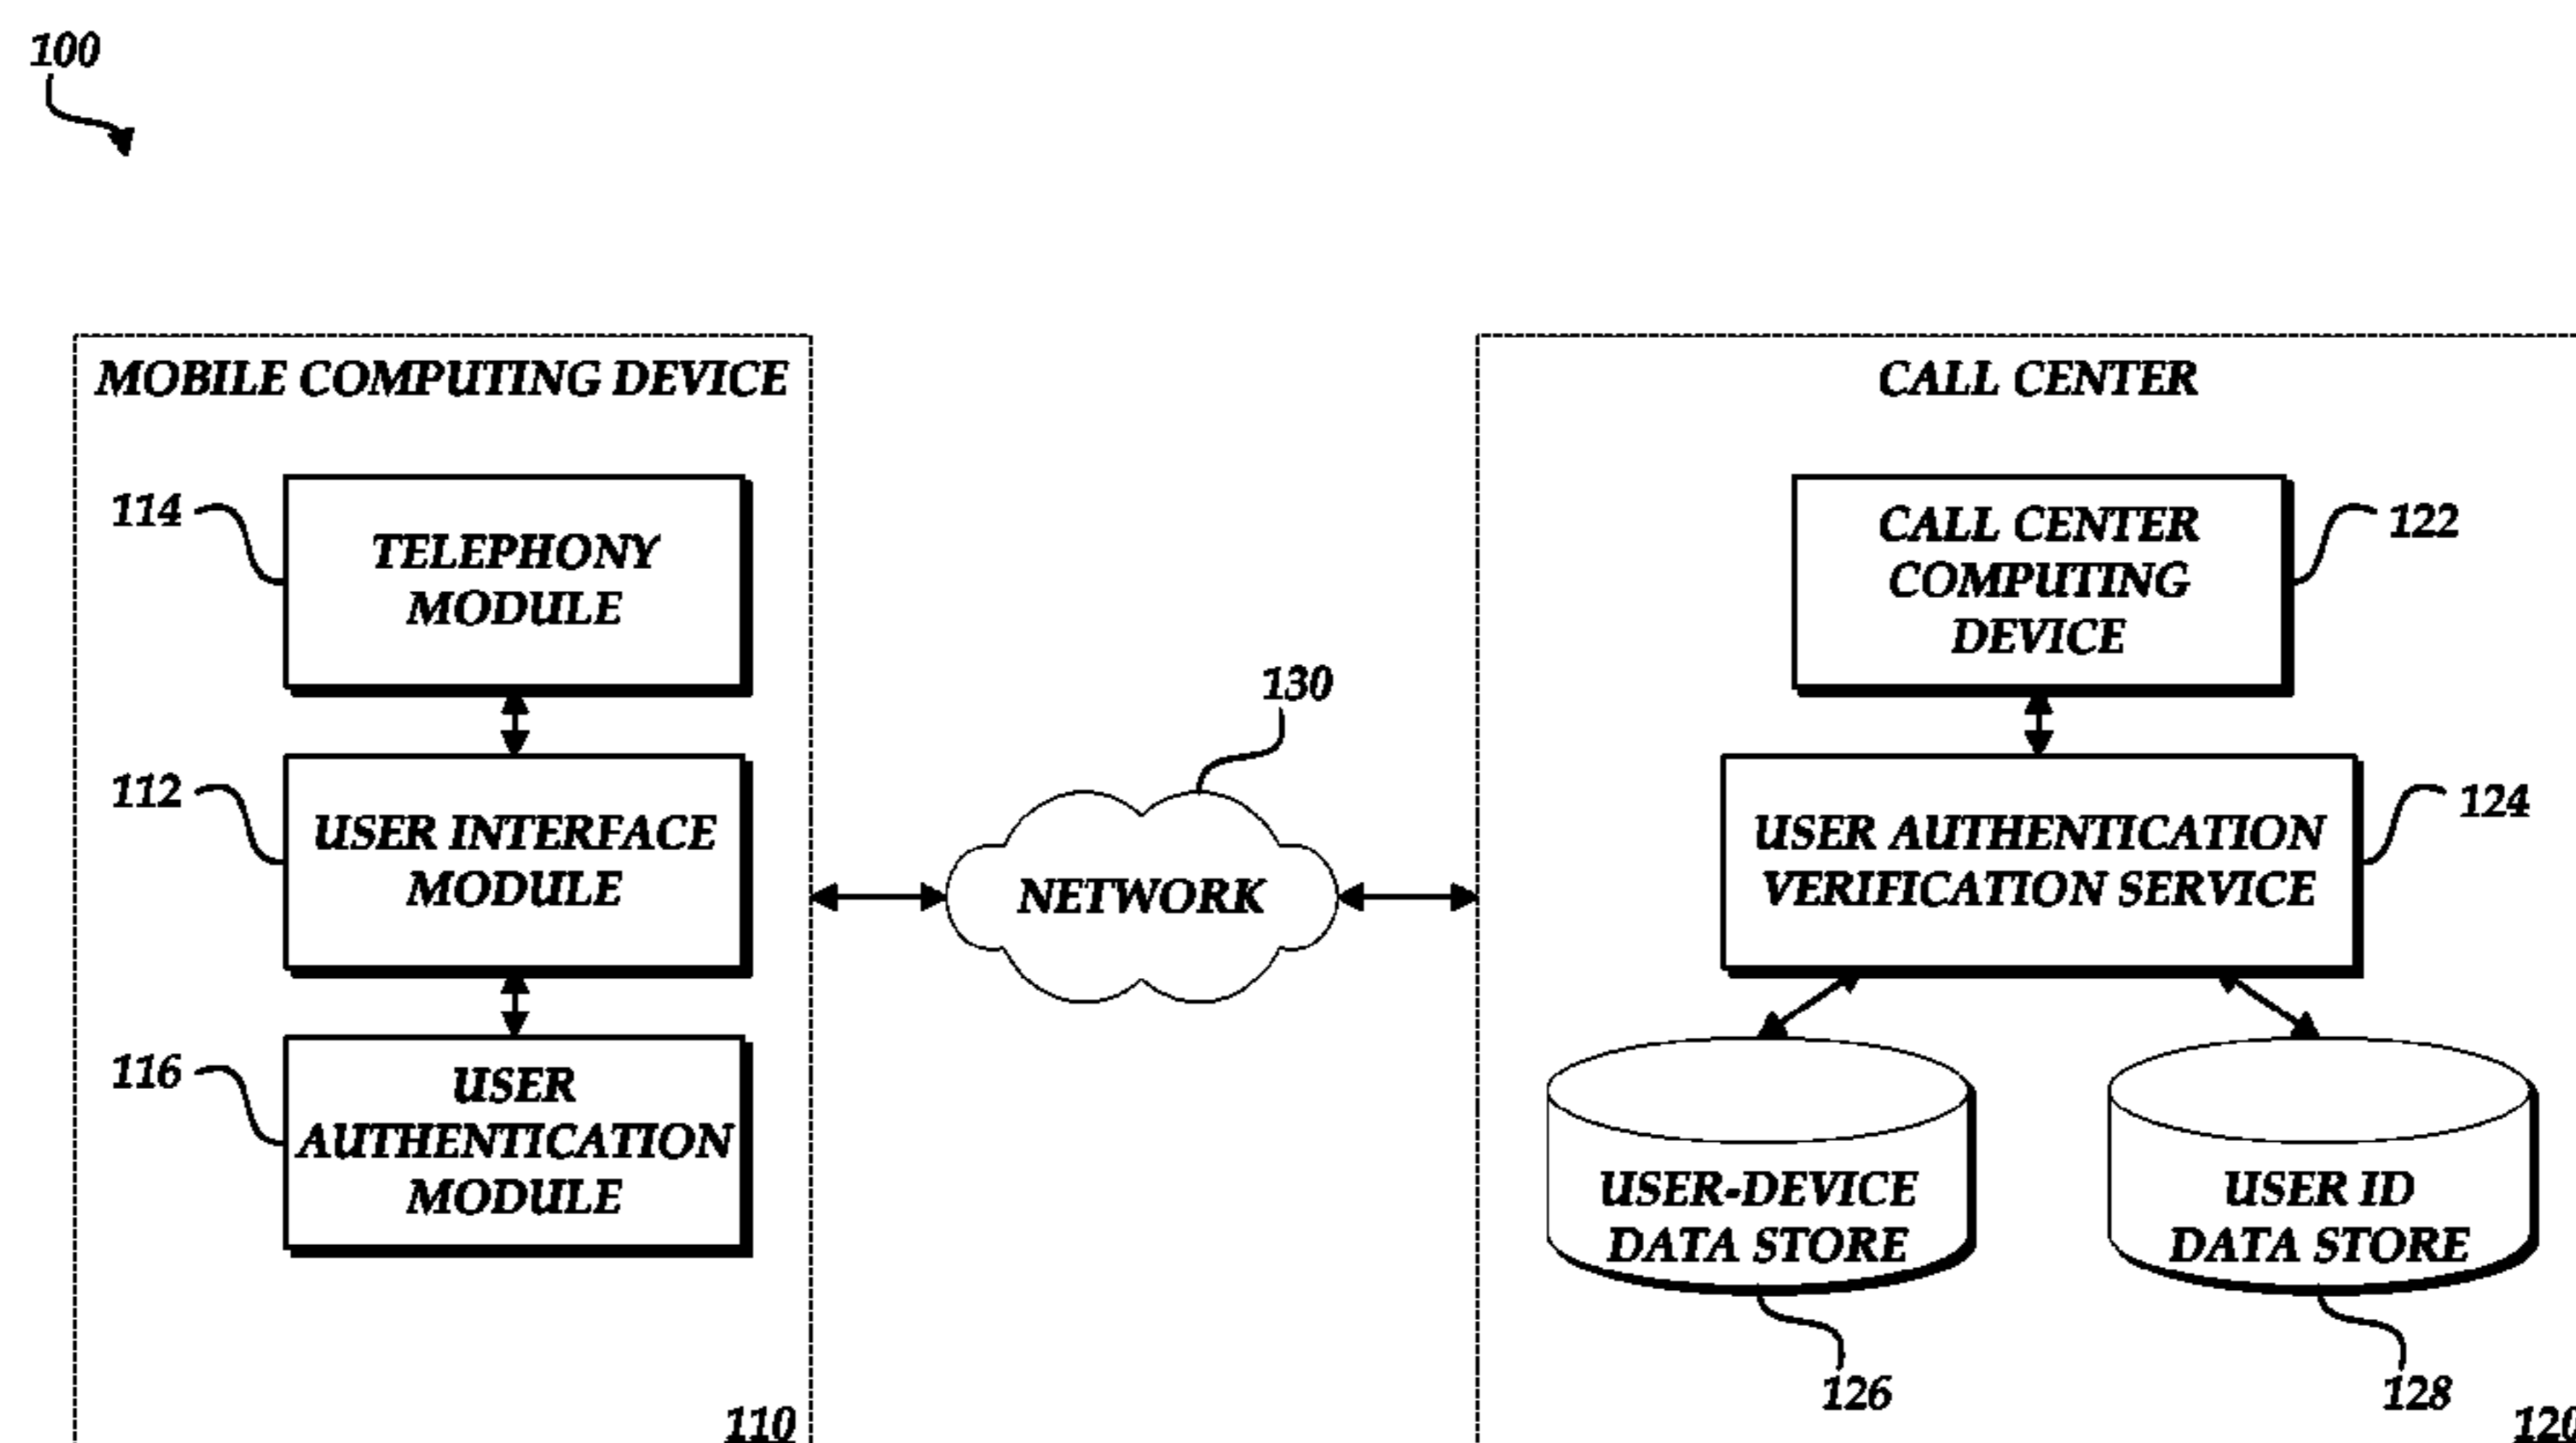 100
MOBILE COMPUTING DEVICE
114
TELEPHONY
MODULE
112
USER INTERFACE
MODULE
116
USER
AUTHENTICATION
MODULE
110
130
NETWORK
CALL CENTER
CALL CENTER
COMPUTING
DEVICE
122
USER AUTHENTICATION
VERIFICATION SERVICE
124
USER-DEVICE
DATA STORE
126
USER ID
DATA STORE
128
120